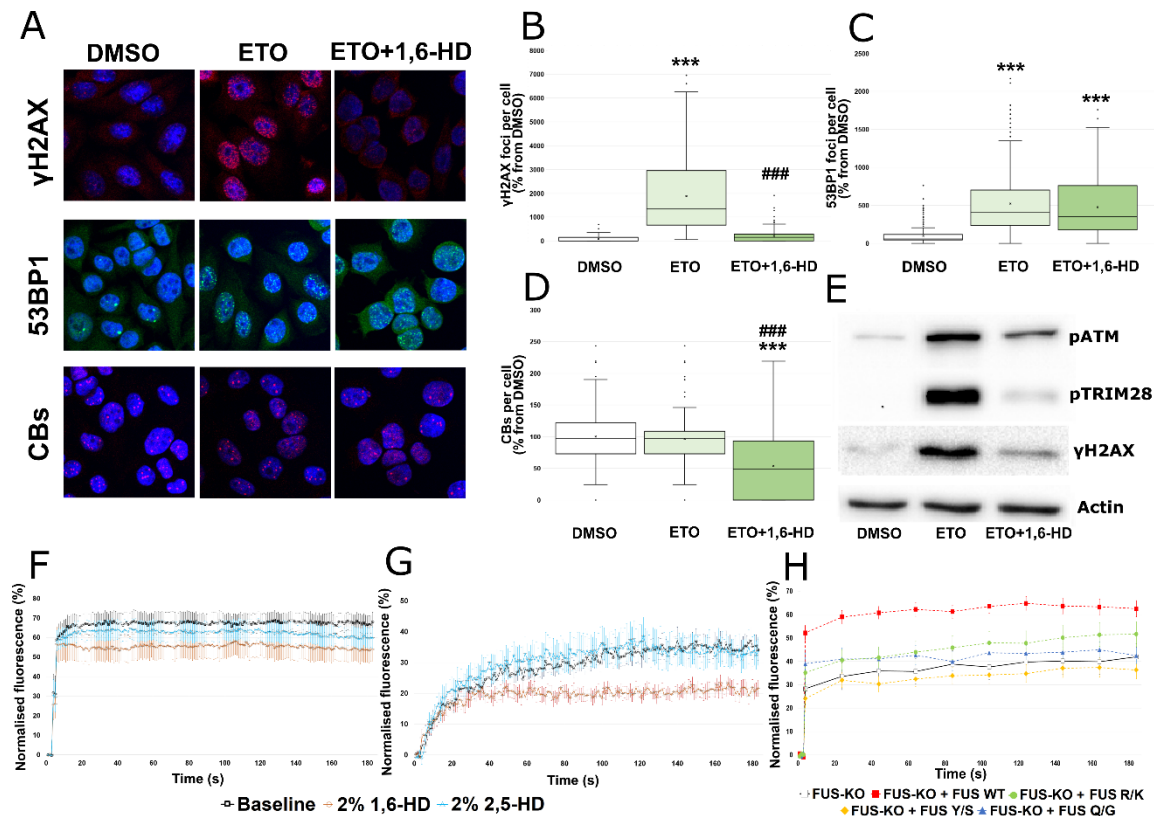 A
DMSO
ETO
ETO+1,6-HD
γH2AX
53BP1
CBs
B
γH2AX foci per cell
(% from DMSO)
8000
7000
6000
5000
4000
3000
2000
1000
0
***
###
DMSO
ETO
ETO+1,6-HD
C
53BP1 foci per cell
(% from DMSO)
2500
2000
1500
1000
500
0
***
***
DMSO
ETO
ETO+1,6-HD
D
CBs per cell
(% from DMSO)
300
250
200
150
100
50
0
###
***
DMSO
ETO
ETO+1,6-HD
E
pATM
pTRIM28
γH2AX
Actin
DMSO
ETO
ETO+1,6-HD
F
Normalised fluorescence (%)
80
70
60
50
40
30
20
10
0
0 20 40 60 80 100 120 140 160 180
Time (s)
G
Normalised fluorescence (%)
50
40
30
20
10
0
0 20 40 60 80 100 120 140 160 180
Time (s)
Baseline 2% 1,6-HD 2% 2,5-HD
H
Normalised fluorescence (%)
70
60
50
40
30
20
10
0
0 20 40 60 80 100 120 140 160 180
Time (s)
FUS-KO FUS-KO + FUS WT FUS-KO + FUS R/K
FUS-KO + FUS Y/S FUS-KO + FUS Q/G